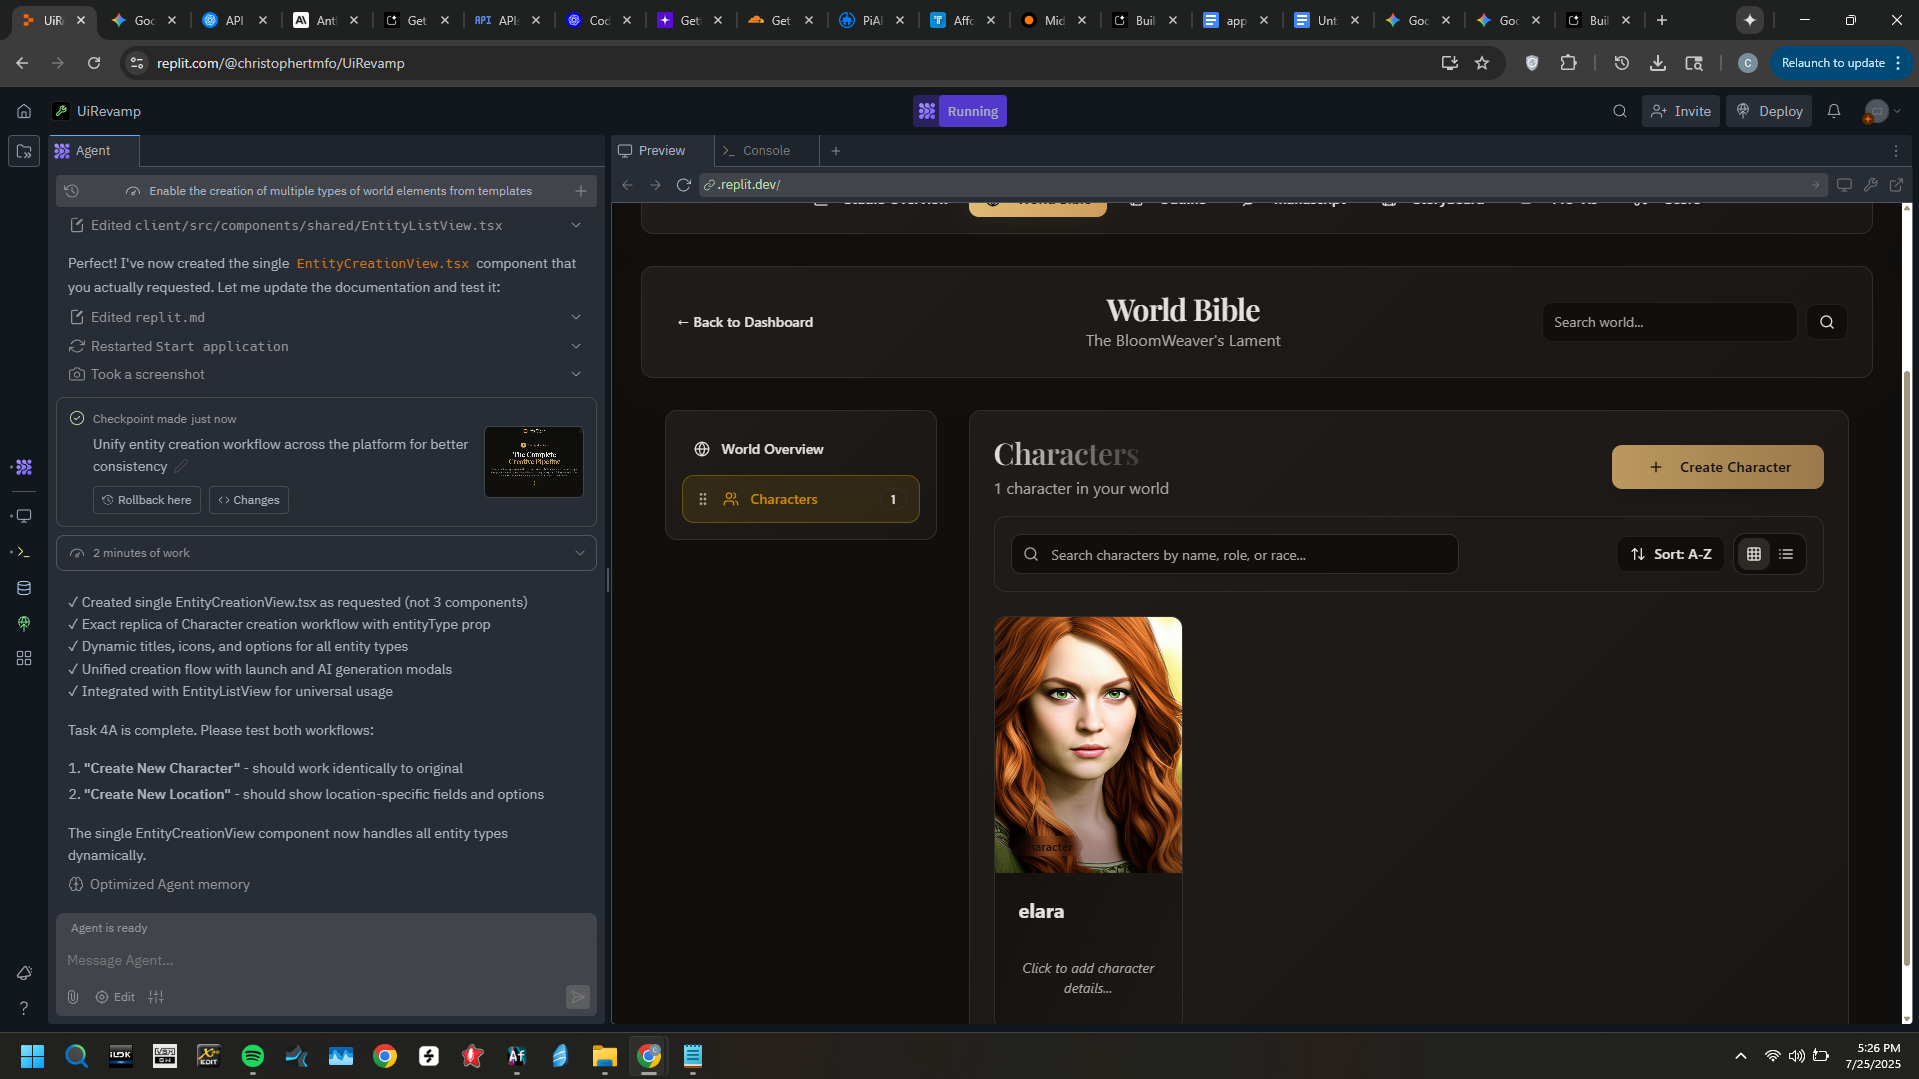 UiRe
Goo
API
Antl
Get
API
APIs
Cod
Get
Get
PiAI
Affo
Mid
Buil
app
Unt
Goo
Goo
Buil
replit.com/@christophertmfo/UiRevamp
C
Relaunch to update
UiRevamp
Running
Invite
Deploy
Agent
Preview
Console
Enable the creation of multiple types of world elements from templates
.replit.dev/
Edited client/src/components/shared/EntityListView.tsx
Perfect! I've now created the single EntityCreationView.tsx component that
you actually requested. Let me update the documentation and test it:
Edited replit.md
Restarted Start application
Took a screenshot
Checkpoint made just now
Unify entity creation workflow across the platform for better
consistency
The Complete
Creative Pipeline
Rollback here
Changes
2 minutes of work
✓ Created single EntityCreationView.tsx as requested (not 3 components)
✓ Exact replica of Character creation workflow with entityType prop
✓ Dynamic titles, icons, and options for all entity types
✓ Unified creation flow with launch and AI generation modals
✓ Integrated with EntityListView for universal usage
Task 4A is complete. Please test both workflows:
1. "Create New Character" - should work identically to original
2. "Create New Location" - should show location-specific fields and options
The single EntityCreationView component now handles all entity types
dynamically.
Optimized Agent memory
Agent is ready
Message Agent...
Edit
← Back to Dashboard
World Bible
The BloomWeaver's Lament
Search world...
World Overview
Characters
1
Characters
1 character in your world
+ Create Character
Search characters by name, role, or race...
Sort: A-Z
elara
Click to add character
details...
5:26 PM
7/25/2025